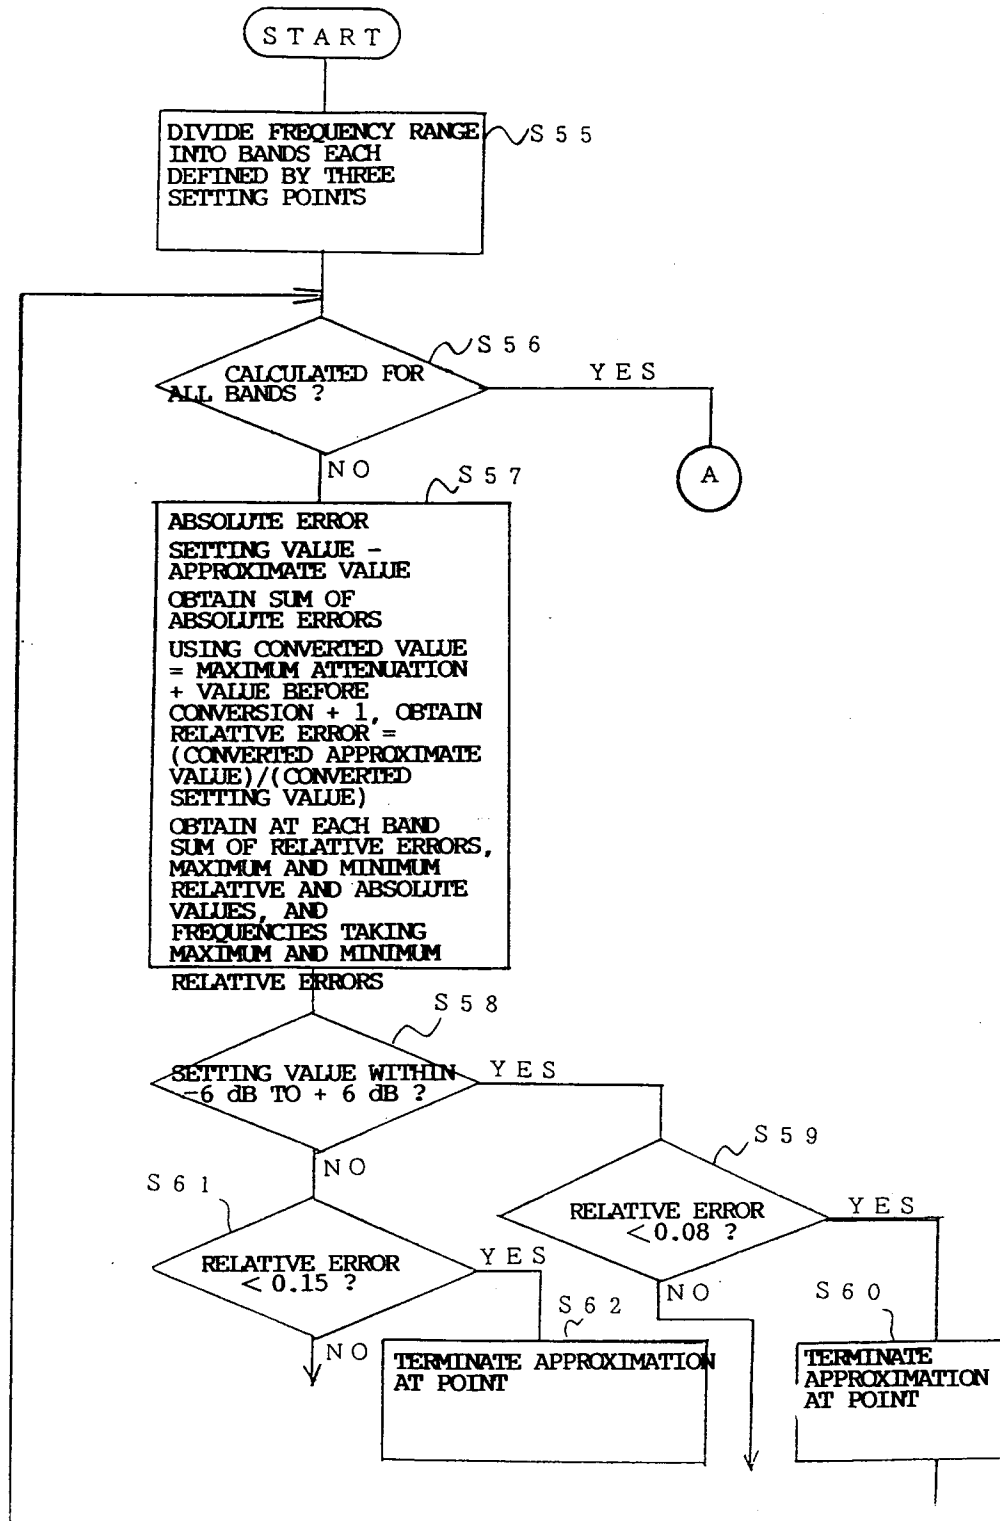 START
DIVIDE FREQUENCY RANGE
INTO BANDS EACH
DEFINED BY THREE
SETTING POINTS
S55
CALCULATED FOR
ALL BANDS ?
S56
YES
A
NO
S57
ABSOLUTE ERROR
SETTING VALUE -
APPROXIMATE VALUE
OBTAIN SUM OF
ABSOLUTE ERRORS
USING CONVERTED VALUE
= MAXIMUM ATTENUATION
+ VALUE BEFORE
CONVERSION + 1, OBTAIN
RELATIVE ERROR =
(CONVERTED APPROXIMATE
VALUE)/(CONVERTED
SETTING VALUE)
OBTAIN AT EACH BAND
SUM OF RELATIVE ERRORS,
MAXIMUM AND MINIMUM
RELATIVE AND ABSOLUTE
VALUES, AND
FREQUENCIES TAKING
MAXIMUM AND MINIMUM
RELATIVE ERRORS
S58
SETTING VALUE WITHIN
-6 dB TO + 6 dB ?
YES
NO
S59
RELATIVE ERROR
<0.08 ?
YES
NO
S61
RELATIVE ERROR
< 0.15 ?
YES
NO
S62
TERMINATE APPROXIMATION
AT POINT
S60
TERMINATE
APPROXIMATION
AT POINT